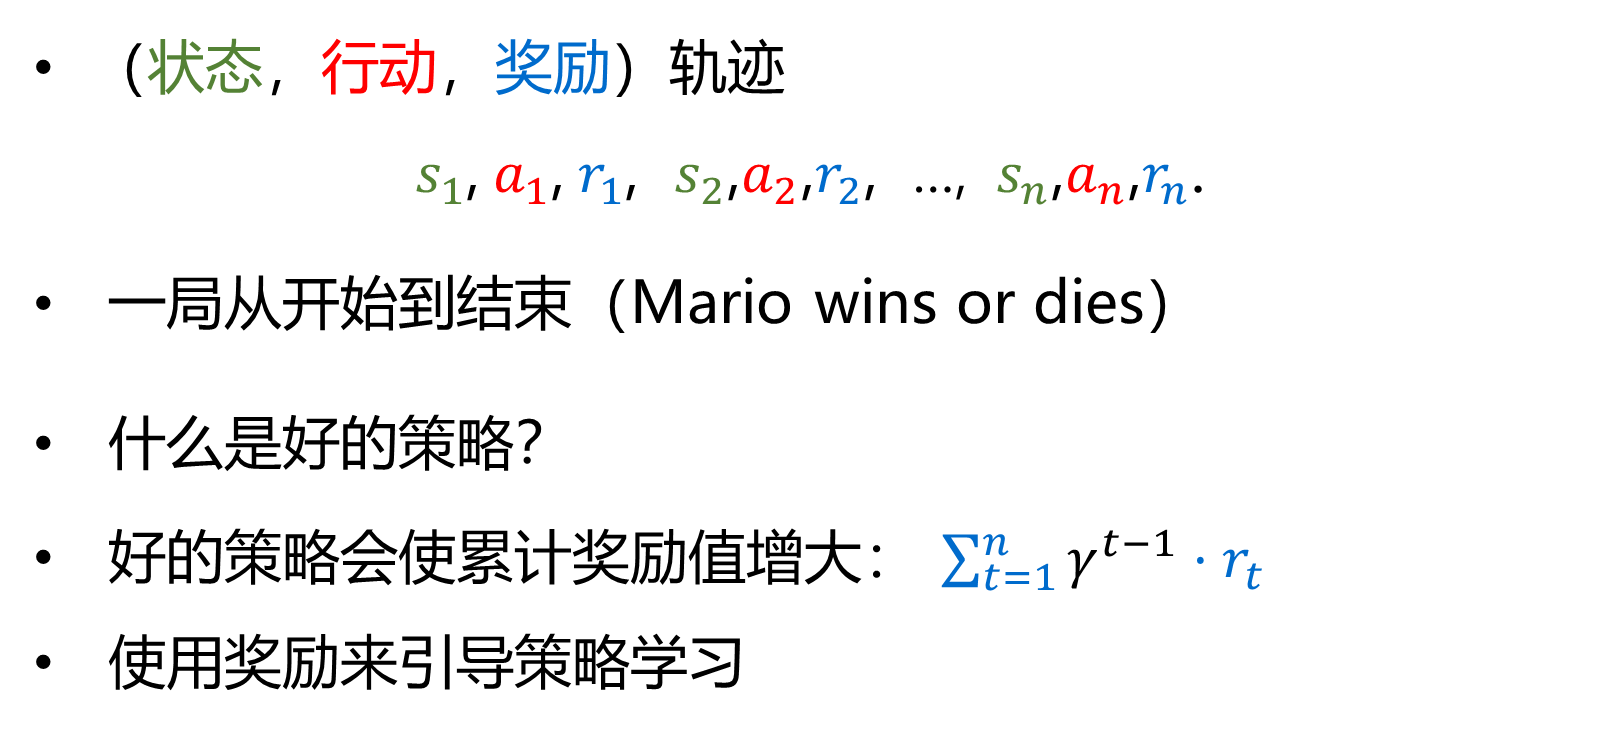 • （状态，行动，奖励）轨迹
s₁, a₁, r₁, s₂,a₂,r₂, …, sₙ,aₙ,rₙ.
• 一局从开始到结束（Mario wins or dies）
• 什么是好的策略？
• 好的策略会使累计奖励值增大： ∑ⁿₜ₌₁ γᵗ⁻¹ · rₜ
• 使用奖励来引导策略学习